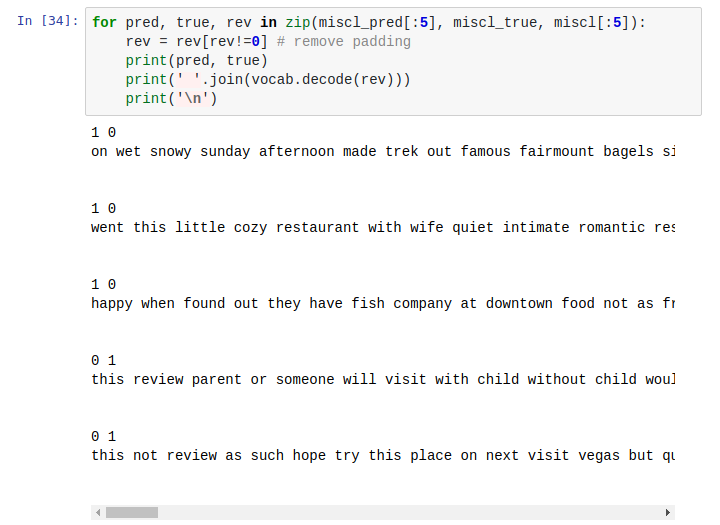 In [34]: for pred, true, rev in zip(miscl_pred[:5], miscl_true, miscl[:5]):
    rev = rev[rev!=0] # remove padding
    print(pred, true)
    print(' '.join(vocab.decode(rev)))
    print('\n')
1 0
on wet snowy sunday afternoon made trek out famous fairmount bagels si
1 0
went this little cozy restaurant with wife quiet intimate romantic res
1 0
happy when found out they have fish company at downtown food not as fr
0 1
this review parent or someone will visit with child without child woul
0 1
this not review as such hope try this place on next visit vegas but qu